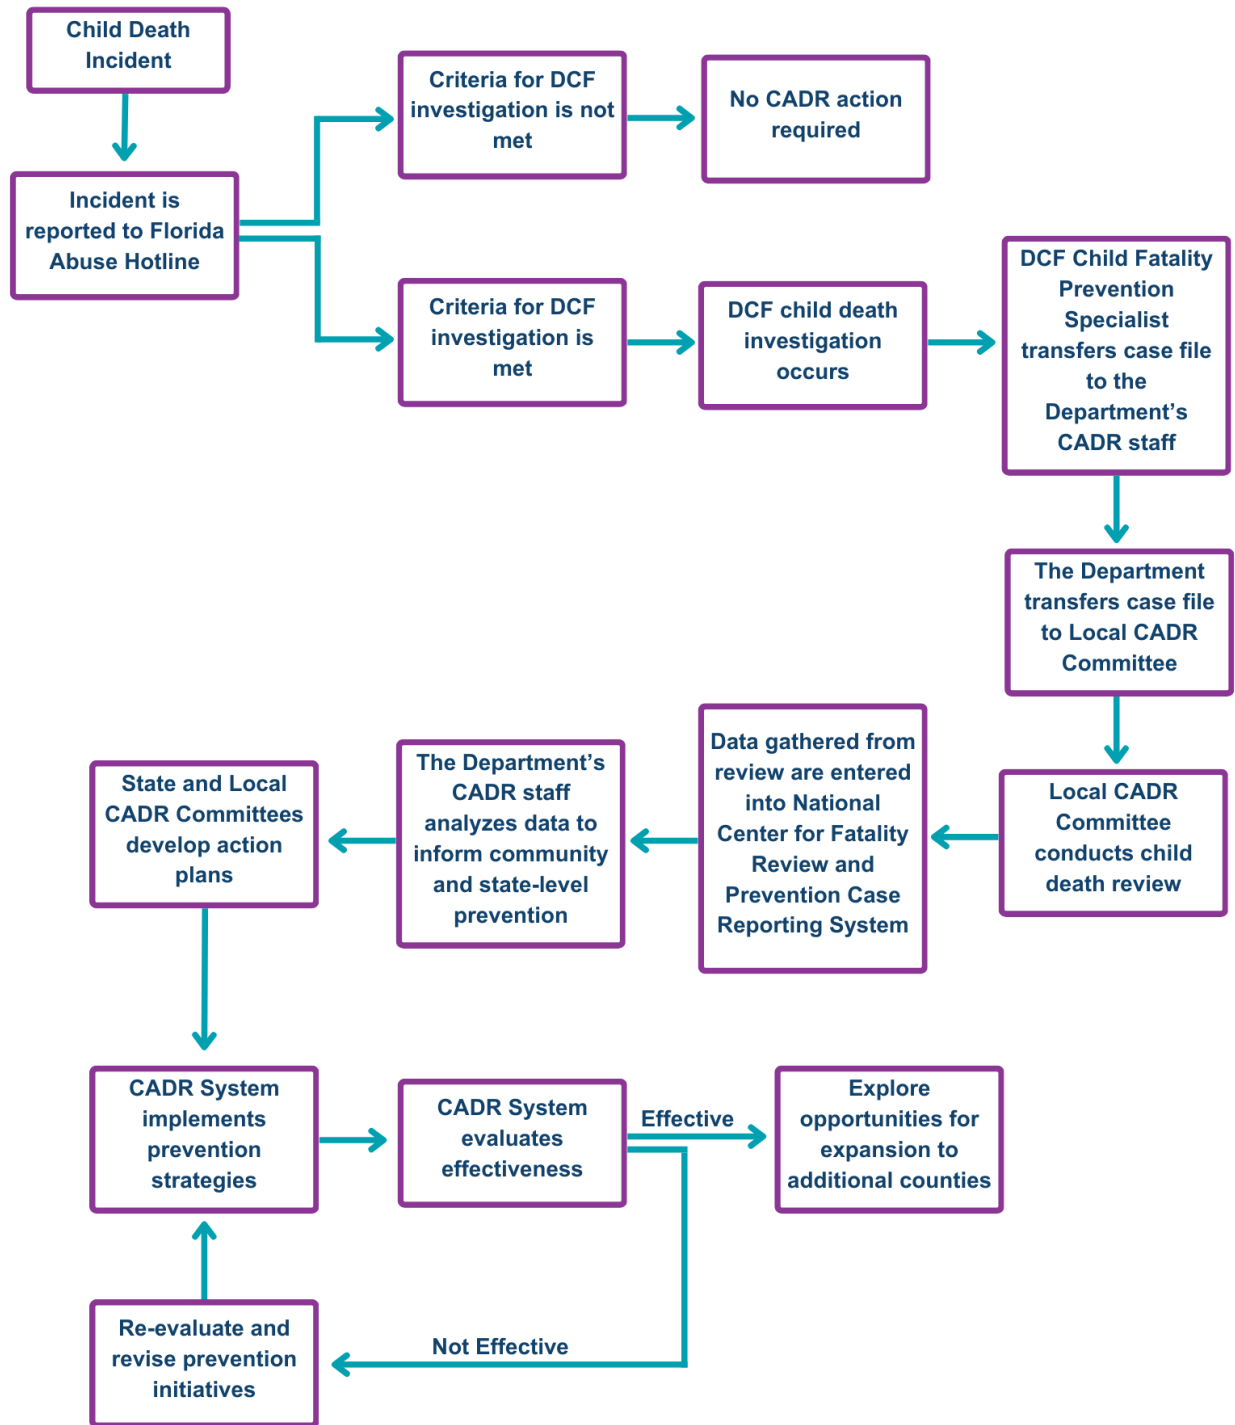 Child Death
Incident
Incident is
reported to Florida
Abuse Hotline
Criteria for DCF
investigation is not
met
No CADR action
required
Criteria for DCF
investigation is
met
DCF child death
investigation
occurs
DCF Child Fatality
Prevention
Specialist
transfers case file
to the
Department’s
CADR staff
The Department
transfers case file
to Local CADR
Committee
Local CADR
Committee
conducts child
death review
Data gathered from
review are entered
into National
Center for Fatality
Review and
Prevention Case
Reporting System
The Department’s
CADR staff
analyzes data to
inform community
and state-level
prevention
State and Local
CADR Committees
develop action
plans
CADR System
implements
prevention
strategies
CADR System
evaluates
effectiveness
Effective
Explore
opportunities for
expansion to
additional counties
Not Effective
Re-evaluate and
revise prevention
initiatives